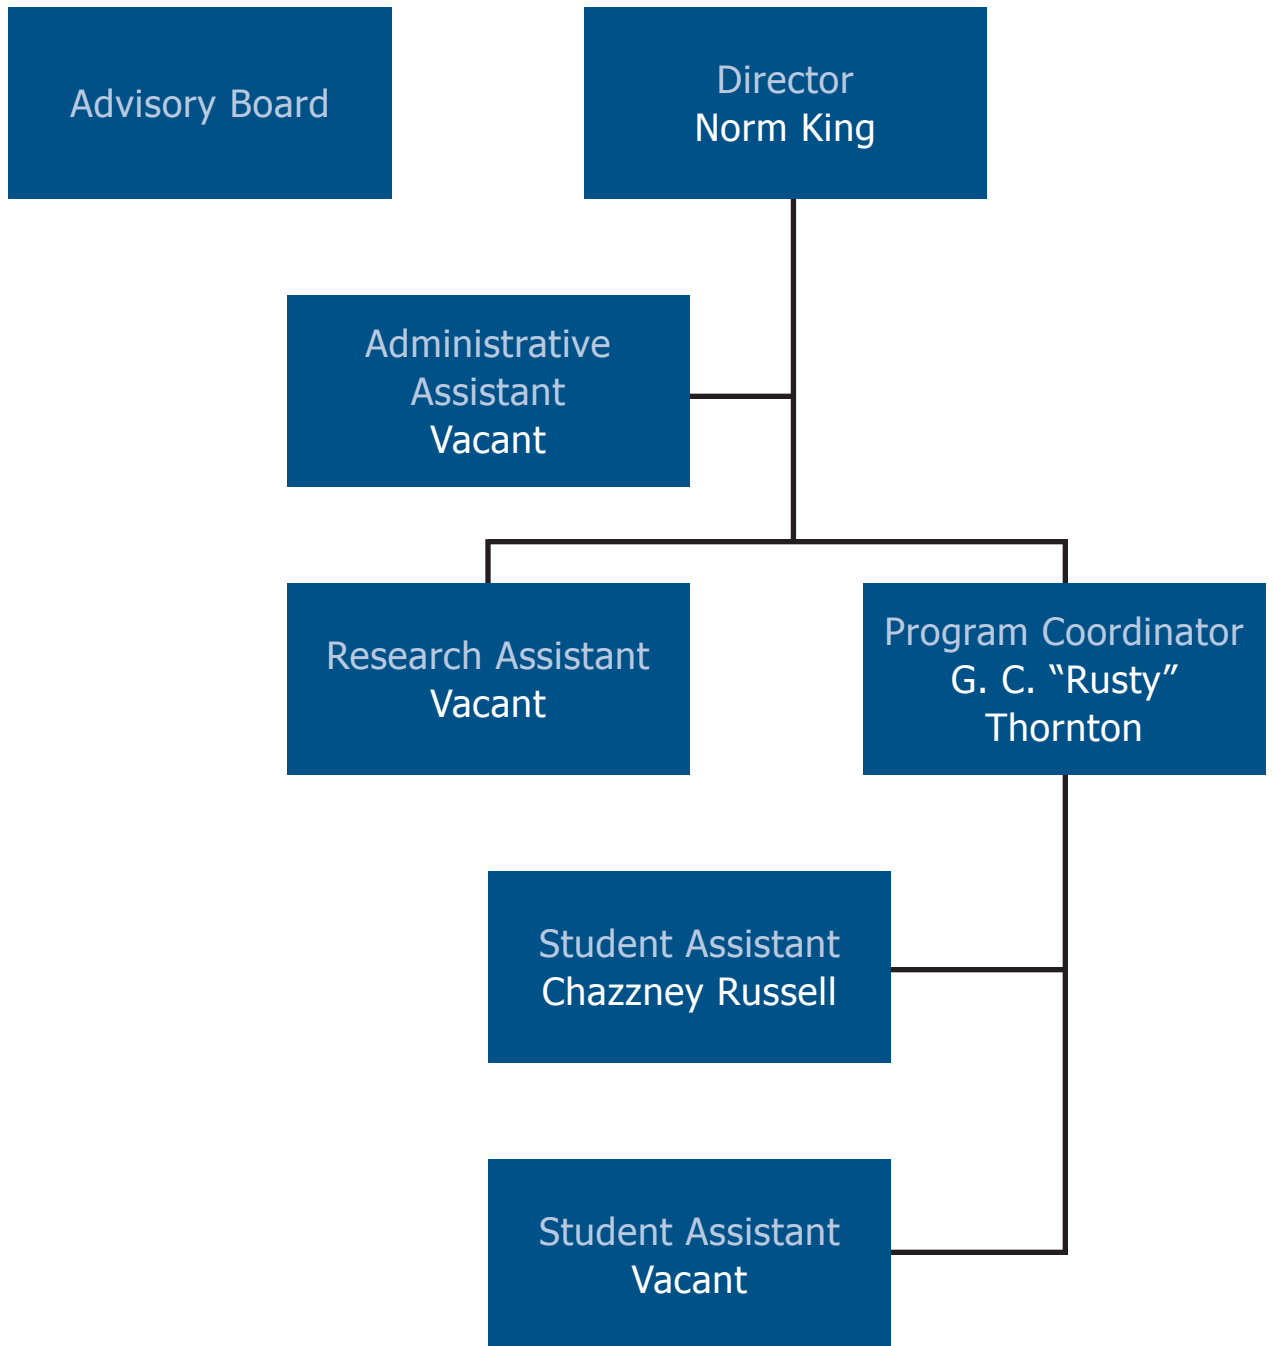 Advisory Board
Director
Norm King
Administrative
Assistant
Vacant
Research Assistant
Vacant
Program Coordinator
G. C. “Rusty”
Thornton
Student Assistant
Chazzney Russell
Student Assistant
Vacant